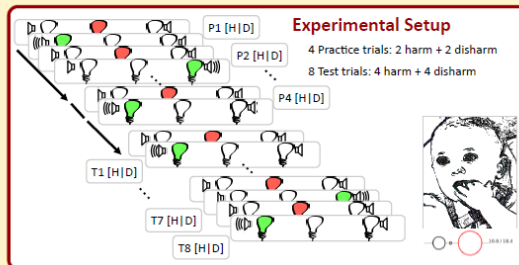 Experimental Setup
4 Practice trials: 2 harm + 2 disharm
8 Test trials: 4 harm + 4 disharm
P1 [H|D]
P2 [H|D]
P4 [H|D]
T1 [H|D]
T7 [H|D]
T8 [H|D]